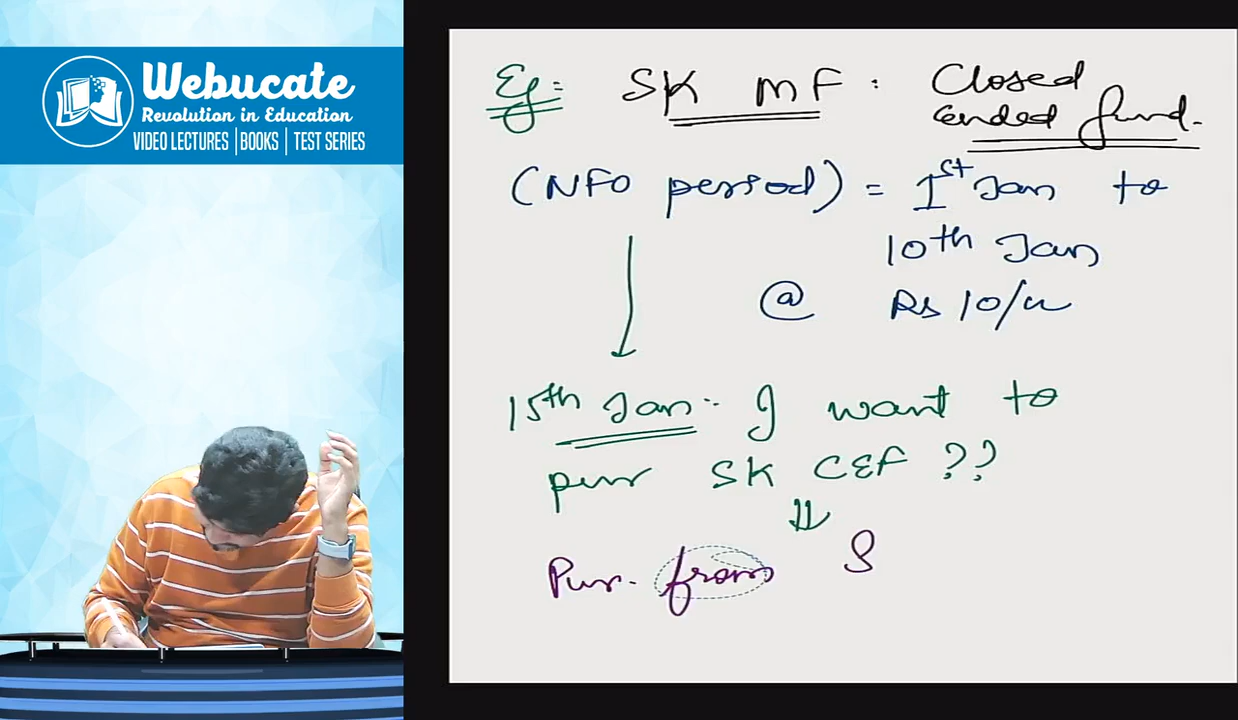 Webucate
Revolution in Education
VIDEO LECTURES | BOOKS | TEST SERIES
Eg:
SK MF : Closed
ended fund.
(NFO period) = 1st Jan to
10th Jan
@ Rs 10/u
15th Jan:- I want to
pur SK CEF ??
Pur. from S